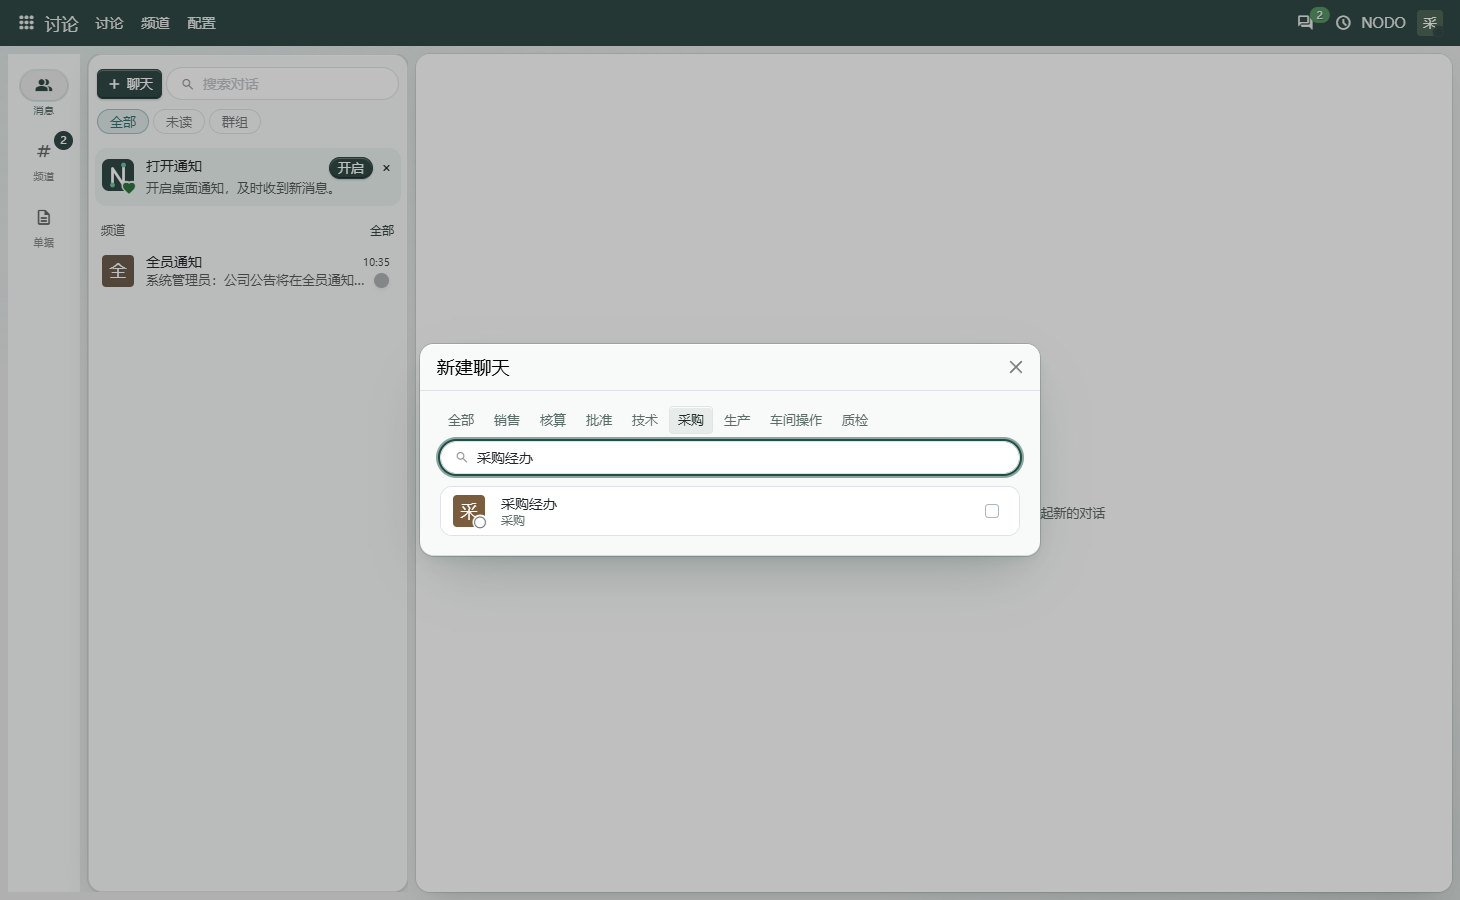 讨论 讨论 频道 配置 2 NODO 采
消息
2
频道
单据
聊天 搜索对话
全部 未读 群组
打开通知 开启
开启桌面通知，及时收到新消息。
频道 全部
全 全员通知 10:35
系统管理员：公司公告将在全员通知...
新建聊天
全部 销售 核算 批准 技术 采购 生产 车间操作 质检
采购经办
采 采购经办
采购
起新的对话